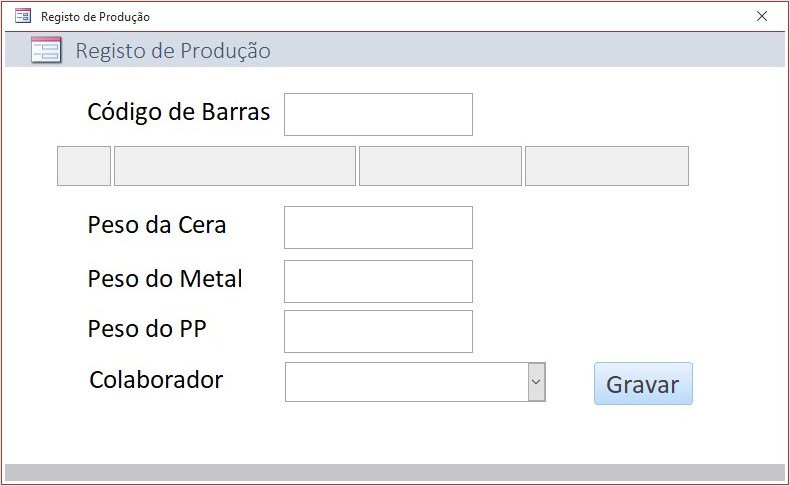 Registo de Produção
Registo de Produção
Código de Barras
Peso da Cera
Peso do Metal
Peso do PP
Colaborador
Gravar